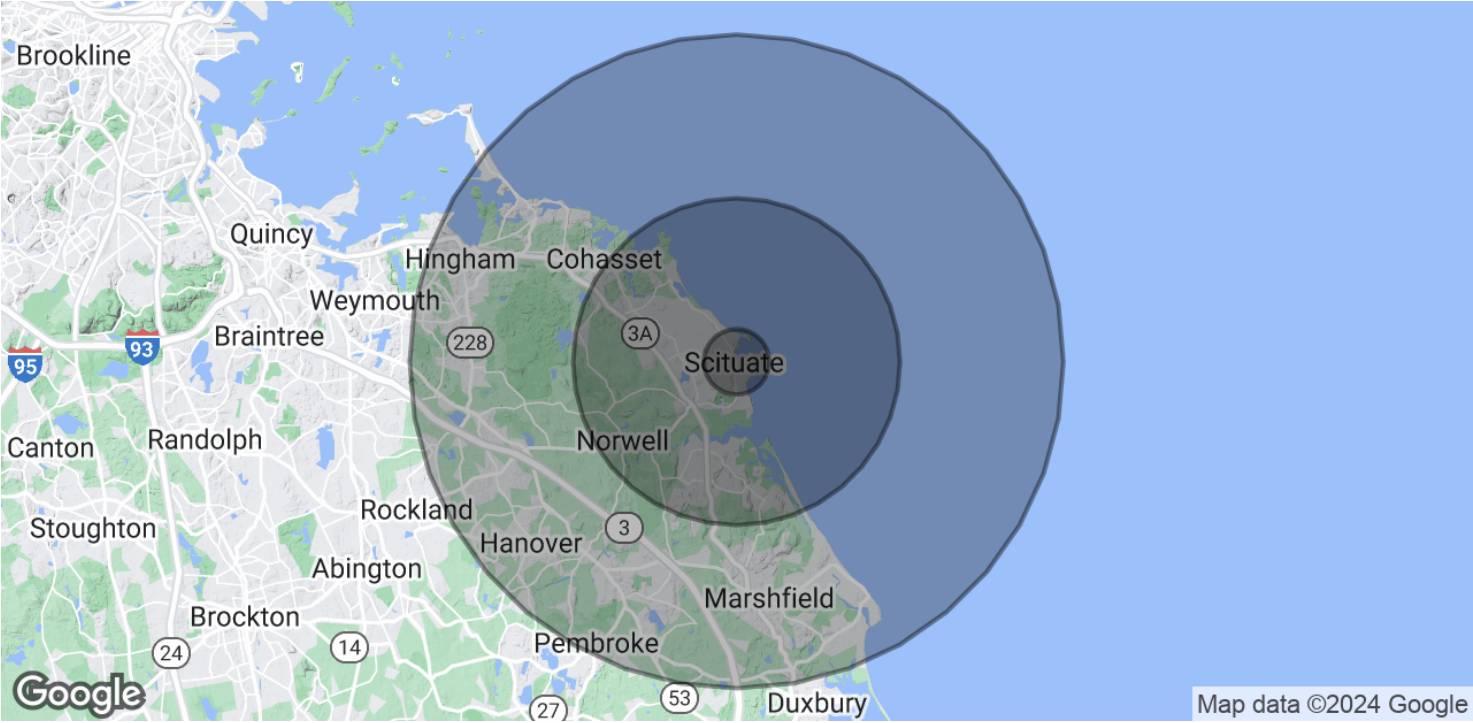 Brookline
Quincy
Hingham
Cohasset
Weymouth
Braintree
228
3A
93
95
Scituate
Canton
Randolph
Norwell
Rockland
Stoughton
3
Hanover
Abington
Marshfield
Brockton
14
24
Pembroke
Google
53
27
Duxbury
Map data ©2024 Google